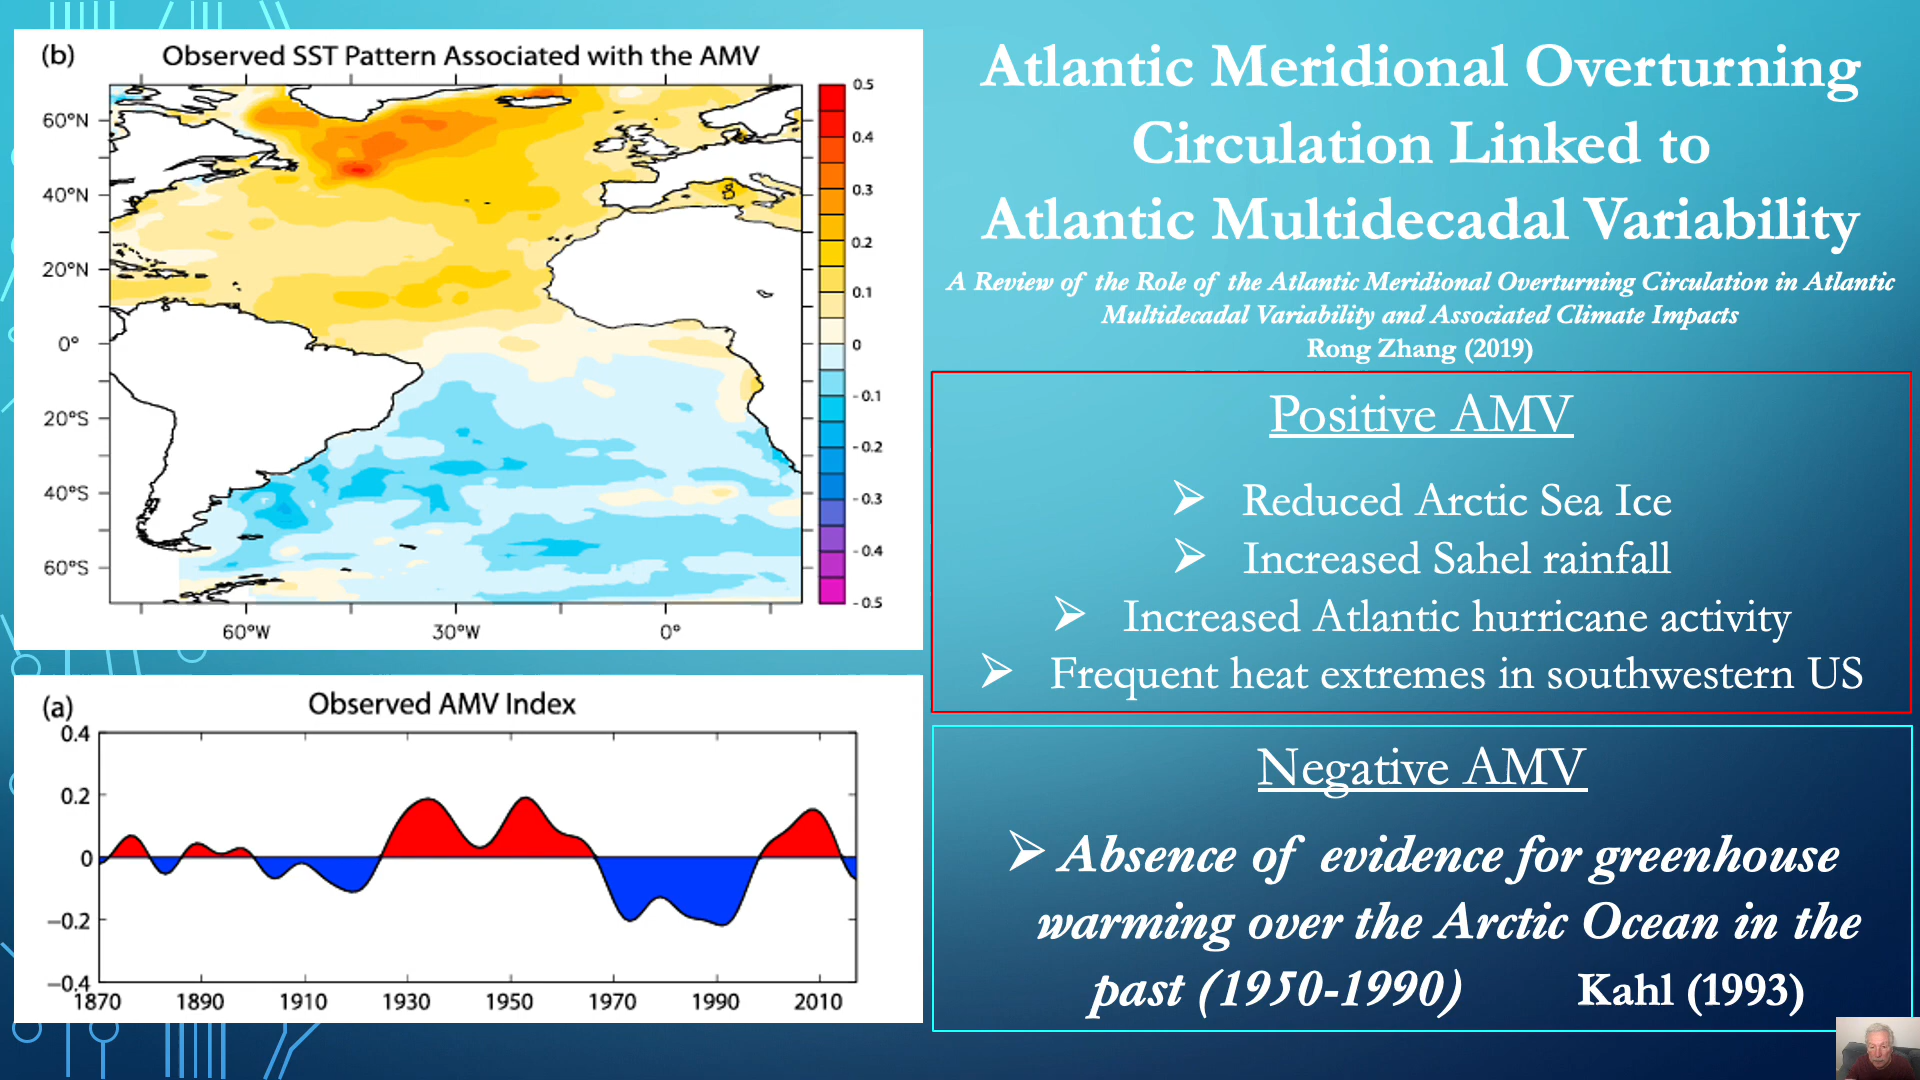 (b) Observed SST Pattern Associated with the AMV
60°N
40°N
20°N
0°
20°S
40°S
60°S
60°W 30°W 0°
0.5
0.4
0.3
0.2
0.1
0
-0.1
-0.2
-0.3
-0.4
-0.5
(a) Observed AMV Index
0.4
0.2
0
−0.2
−0.4
1870 1890 1910 1930 1950 1970 1990 2010
Atlantic Meridional Overturning
Circulation Linked to
Atlantic Multidecadal Variability
A Review of the Role of the Atlantic Meridional Overturning Circulation in Atlantic
Multidecadal Variability and Associated Climate Impacts
Rong Zhang (2019)
Positive AMV
➢ Reduced Arctic Sea Ice
➢ Increased Sahel rainfall
➢ Increased Atlantic hurricane activity
➢ Frequent heat extremes in southwestern US
Negative AMV
➢ Absence of evidence for greenhouse
warming over the Arctic Ocean in the
past (1950-1990) Kahl (1993)